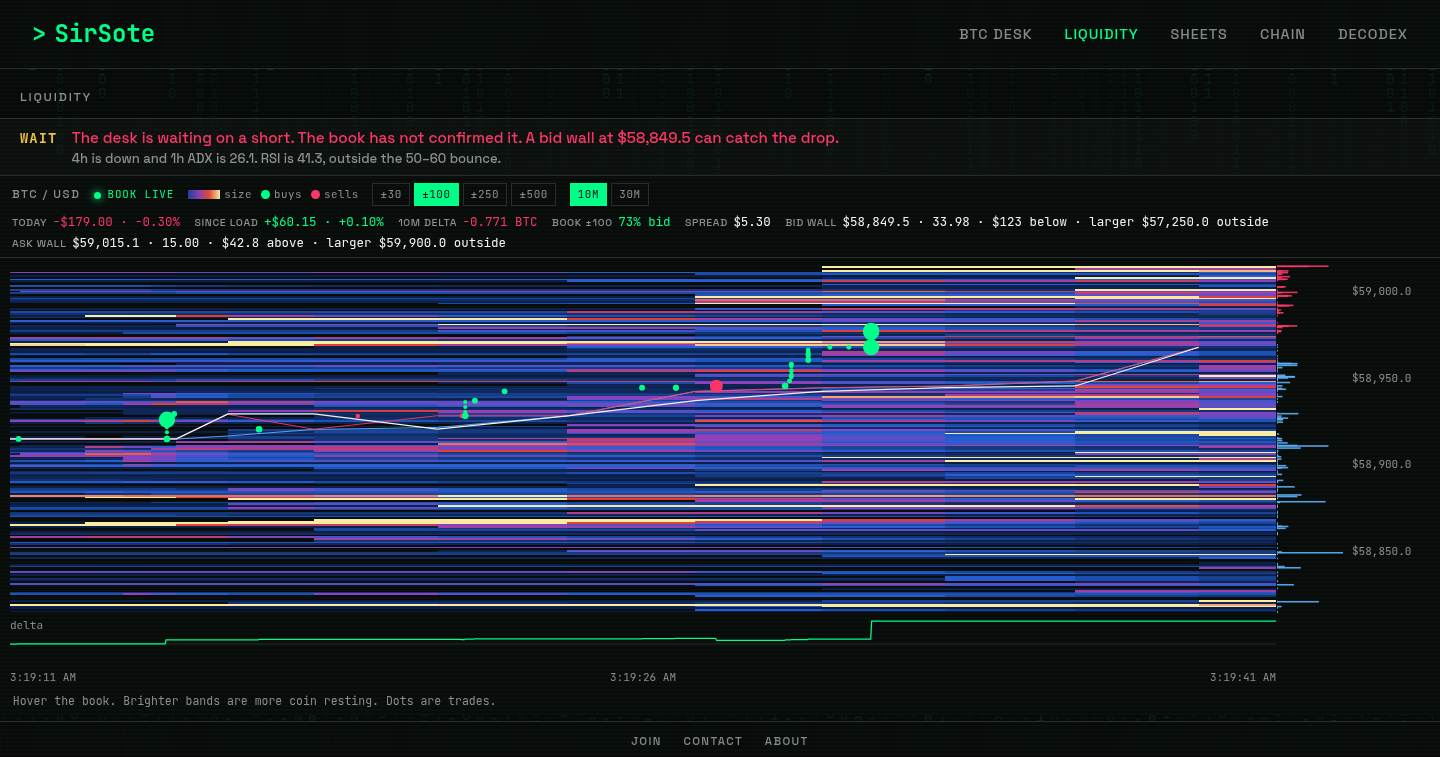 > SirSote
BTC DESK LIQUIDITY SHEETS CHAIN DECODEX
LIQUIDITY
WAIT The desk is waiting on a short. The book has not confirmed it. A bid wall at $58,849.5 can catch the drop.
4h is down and 1h ADX is 26.1. RSI is 41.3, outside the 50–60 bounce.
BTC / USD BOOK LIVE size buys sells ±30 ±100 ±250 ±500 10M 30M
TODAY -$179.00 · -0.30% SINCE LOAD +$60.15 · +0.10% 10M DELTA -0.771 BTC BOOK ±100 73% bid SPREAD $5.30 BID WALL $58,849.5 · 33.98 · $123 below · larger $57,250.0 outside
ASK WALL $59,015.1 · 15.00 · $42.8 above · larger $59,900.0 outside
$59,000.0
$58,950.0
$58,900.0
$58,850.0
delta
3:19:11 AM 3:19:26 AM 3:19:41 AM
Hover the book. Brighter bands are more coin resting. Dots are trades.
JOIN CONTACT ABOUT